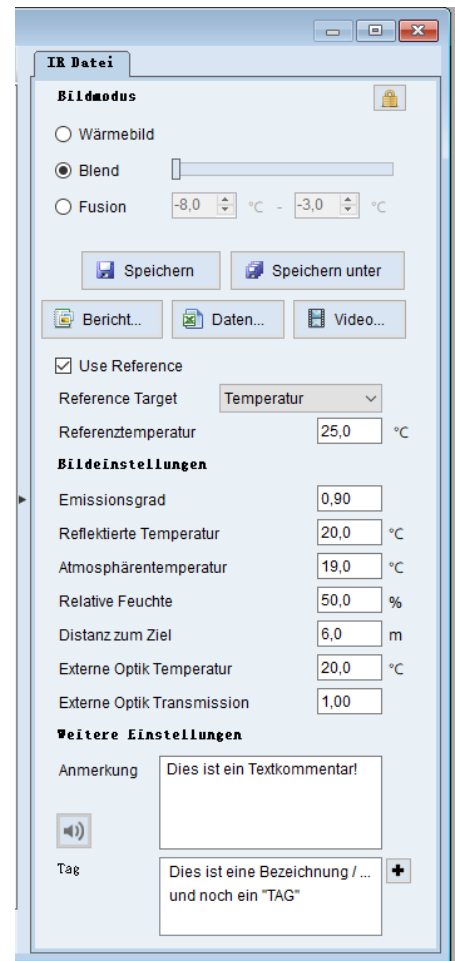 IR Datei
Bildmodus
Wärmebild
Blend
Fusion -8,0 °C - -3,0 °C
Speichern Speichern unter
Bericht... Daten... Video...
Use Reference
Reference Target Temperatur
Referenztemperatur 25,0 °C
Bildeinstellungen
Emissionsgrad 0,90
Reflektierte Temperatur 20,0 °C
Atmosphärentemperatur 19,0 °C
Relative Feuchte 50,0 %
Distanz zum Ziel 6,0 m
Externe Optik Temperatur 20,0 °C
Externe Optik Transmission 1,00
Weitere Einstellungen
Anmerkung Dies ist ein Textkommentar!
Tag Dies ist eine Bezeichnung / ...
und noch ein "TAG"